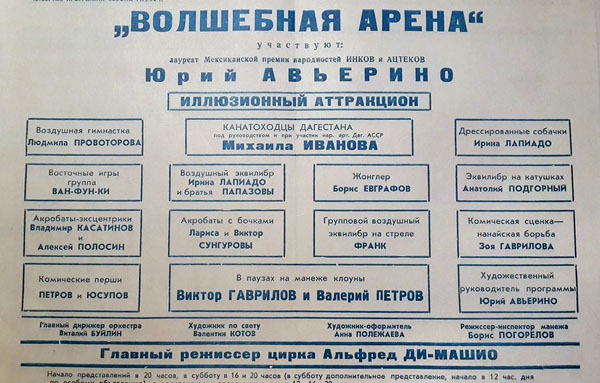 „ВОЛШЕБНАЯ АРЕНА“
участвуют:
лауреат Мексиканской премии народностей ИНКОВ и АЦТЕКОВ
Юрий АВЬЕРИНО
ИЛЛЮЗИОННЫЙ АТТРАКЦИОН
Воздушная гимнастка
Людмила ПРОВОТОРОВА
КАНАТОХОДЦЫ ДАГЕСТАНА
под руководством и при участии нар. арт. Даг. АССР
Михаила ИВАНОВА
Дрессированные собачки
Ирина ЛАПИАДО
Восточные игры
группа
ВАН-ФУН-КИ
Воздушный эквилибр
Ирина ЛАПИАДО
и братья ПАПАЗОВЫ
Жонглер
Борис ЕВГРАФОВ
Эквилибр на катушках
Анатолий ПОДГОРНЫЙ
Акробаты-эксцентрики
Владимир КАСАТИНОВ
и
Алексей ПОЛОСИН
Акробаты с бочками
Лариса и Виктор
СУНГУРОВЫ
Групповой воздушный
эквилибр на стреле
ФРАНК
Комическая сценка—
нанайская борьба
Зоя ГАВРИЛОВА
Комические перши
ПЕТРОВ и ЮСУПОВ
В паузах на манеже клоуны
Виктор ГАВРИЛОВ и Валерий ПЕТРОВ
Художественный
руководитель программы
Юрий АВЬЕРИНО
Главный дирижер оркестра
Виталий БУЙЛИН
Художник по свету
Валентин КОТОВ
Художник-оформитель
Анна ПОЛЕЖАЕВА
Режиссер-инспектор манежа
Борис ПОГОРЕЛОВ
Главный режиссер цирка Альфред ДИ-МАШИО
Начало представлений в 20 часов, в субботу в 16 и 20 часов (в субботу дополнительное представление, начало в 12 час. дня